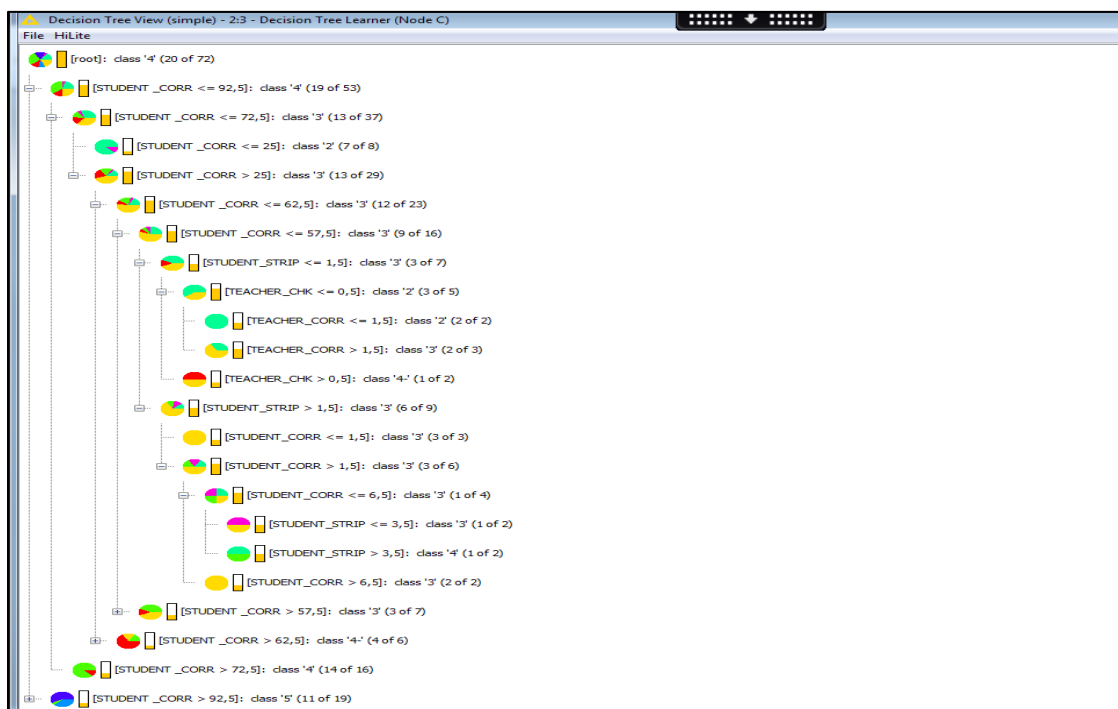 Decision Tree View (simple) - 2:3 - Decision Tree Learner (Node C)
File HiLite
[root]: class '4' (20 of 72)
[STUDENT _CORR <= 92,5]: class '4' (19 of 53)
[STUDENT _CORR <= 72,5]: class '3' (13 of 37)
[STUDENT _CORR <= 25]: class '2' (7 of 8)
[STUDENT _CORR > 25]: class '3' (13 of 29)
[STUDENT _CORR <= 62,5]: class '3' (12 of 23)
[STUDENT _CORR <= 57,5]: class '3' (9 of 16)
[STUDENT_STRIP <= 1,5]: class '3' (3 of 7)
[TEACHER_CHK <= 0,5]: class '2' (3 of 5)
[TEACHER_CORR <= 1,5]: class '2' (2 of 2)
[TEACHER_CORR > 1,5]: class '3' (2 of 3)
[TEACHER_CHK > 0,5]: class '4-' (1 of 2)
[STUDENT_STRIP > 1,5]: class '3' (6 of 9)
[STUDENT_CORR <= 1,5]: class '3' (3 of 3)
[STUDENT_CORR > 1,5]: class '3' (3 of 6)
[STUDENT_CORR <= 6,5]: class '3' (1 of 4)
[STUDENT_STRIP <= 3,5]: class '3' (1 of 2)
[STUDENT_STRIP > 3,5]: class '4' (1 of 2)
[STUDENT_CORR > 6,5]: class '3' (2 of 2)
[STUDENT _CORR > 57,5]: class '3' (3 of 7)
[STUDENT _CORR > 62,5]: class '4-' (4 of 6)
[STUDENT _CORR > 72,5]: class '4' (14 of 16)
[STUDENT _CORR > 92,5]: class '5' (11 of 19)